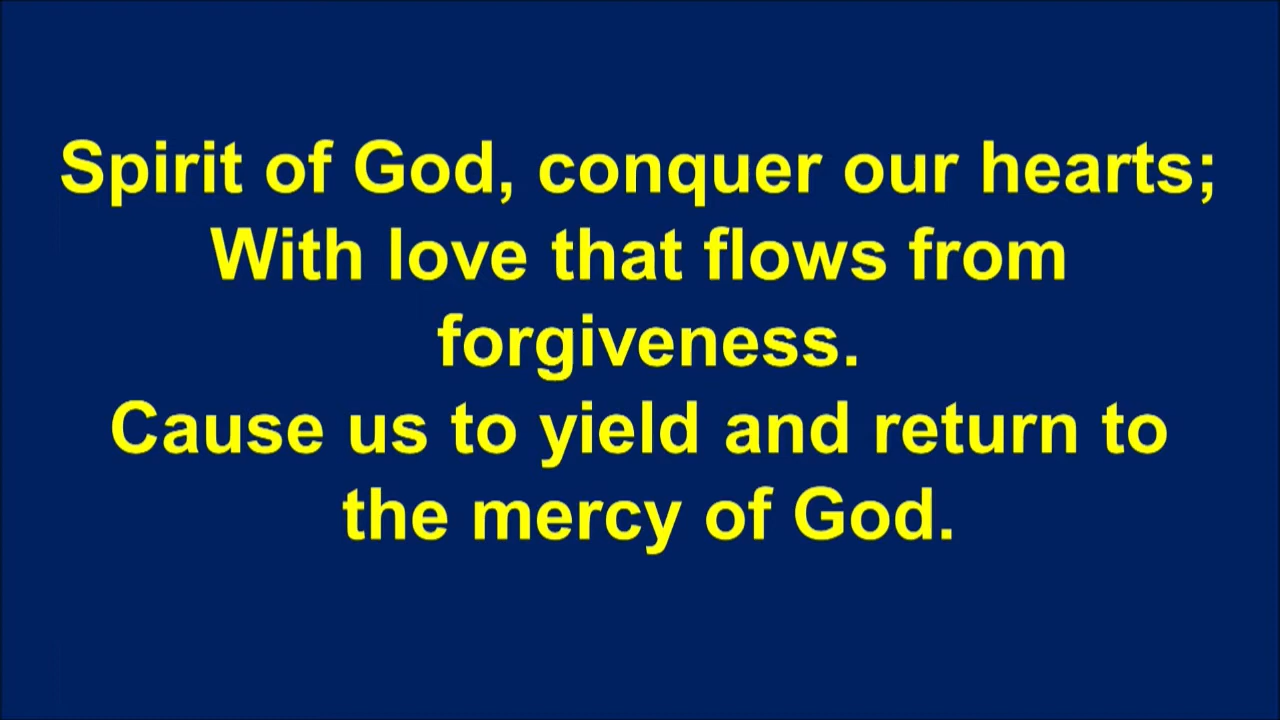 Spirit of God, conquer our hearts;
With love that flows from
forgiveness.
Cause us to yield and return to
the mercy of God.